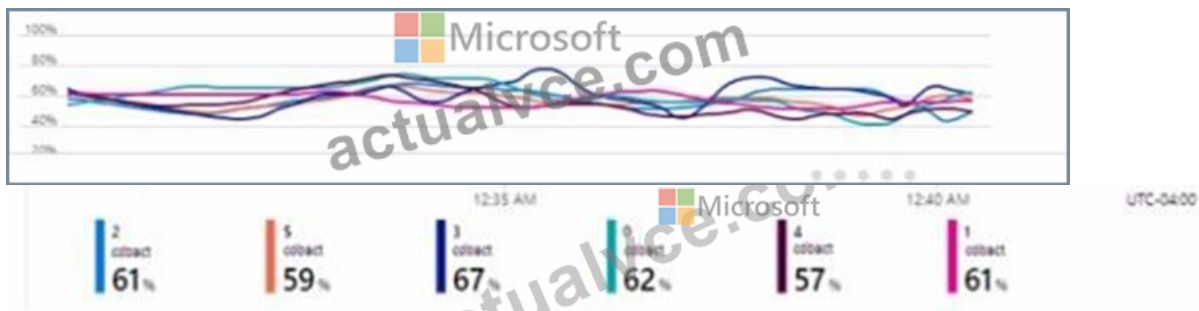 100%
Microsoft
80%
60%
40%
20%
actualvce.com
12:35 AM
Microsoft
12:40 AM
UTC-04:00
2
5
3
0
4
1
cdbact
cdbact
cdbact
cdbact
cdbact
cdbact
61%
59%
67%
62%
57%
61%